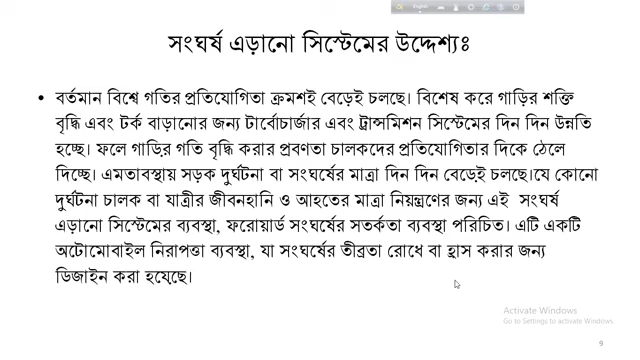 English
সংঘর্ষ এড়ানো সিস্টেমের উদ্দেশ্যঃ
• বর্তমান বিশ্বে গতির প্রতিযোগিতা ক্রমশই বেড়েই চলছে। বিশেষ করে গাড়ির শক্তি
বৃদ্ধি এবং টর্ক বাড়ানোর জন্য টার্বোচার্জার এবং ট্রান্সমিশন সিস্টেমের দিন দিন উন্নতি
হচ্ছে। ফলে গাড়ির গতি বৃদ্ধি করার প্রবণতা চালকদের প্রতিযোগিতার দিকে ঠেলে
দিচ্ছে। এমতাবস্থায় সড়ক দুর্ঘটনা বা সংঘর্ষের মাত্রা দিন দিন বেড়েই চলছে।যে কোনো
দুর্ঘটনা চালক বা যাত্রীর জীবনহানি ও আহতের মাত্রা নিয়ন্ত্রণের জন্য এই সংঘর্ষ
এড়ানো সিস্টেমের ব্যবস্থা, ফরোয়ার্ড সংঘর্ষের সতর্কতা ব্যবস্থা পরিচিত। এটি একটি
অটোমোবাইল নিরাপত্তা ব্যবস্থা, যা সংঘর্ষের তীব্রতা রোধে বা হ্রাস করার জন্য
ডিজাইন করা হয়েছে।
Activate Windows
Go to Settings to activate Windows
9